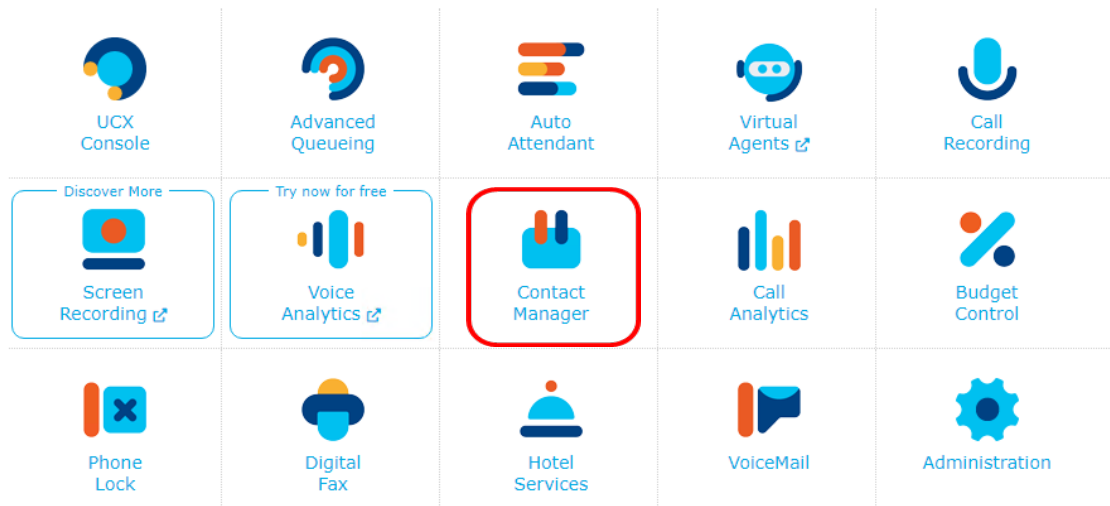 UCX
Console
Advanced
Queueing
Auto
Attendant
Virtual
Agents
Call
Recording
Discover More
Screen
Recording
Try now for free
Voice
Analytics
Contact
Manager
Call
Analytics
Budget
Control
Phone
Lock
Digital
Fax
Hotel
Services
VoiceMail
Administration